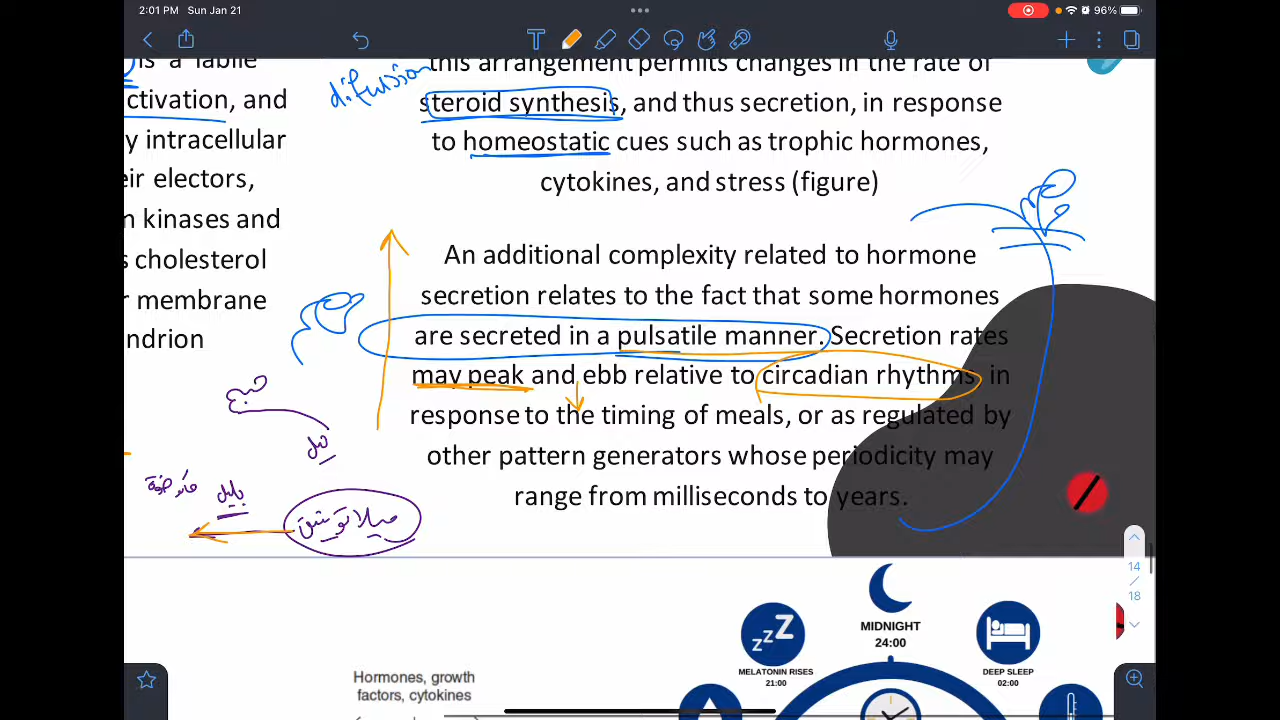 2:01 PM Sun Jan 21
96%
is a labile
ctivation, and
y intracellular
eir electors,
n kinases and
s cholesterol
r membrane
ndrion
difussion
this arrangement permits changes in the rate of
steroid synthesis, and thus secretion, in response
to homeostatic cues such as trophic hormones,
cytokines, and stress (figure)
An additional complexity related to hormone
secretion relates to the fact that some hormones
are secreted in a pulsatile manner. Secretion rates
may peak and ebb relative to circadian rhythms, in
response to the timing of meals, or as regulated by
other pattern generators whose periodicity may
range from milliseconds to years.
صبح
ليل
بليل
ميلاتونين
14
/
18
Hormones, growth
factors, cytokines
zzZ
MELATONIN RISES
21:00
MIDNIGHT
24:00
DEEP SLEEP
02:00